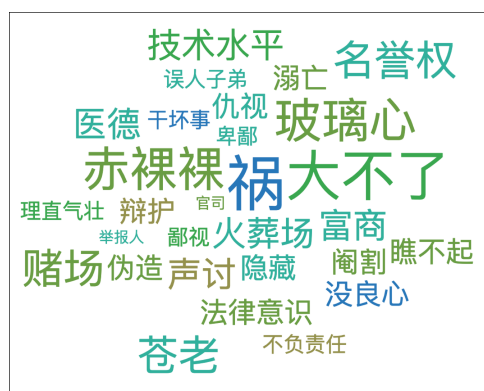 技术水平
名誉权
误人子弟
溺亡
医德
干坏事
仇视
卑鄙
玻璃心
赤裸裸
祸
大不了
理直气壮
辩护
官司
举报人
鄙视
火葬场
富商
赌场
伪造
声讨
隐藏
阉割
瞧不起
没良心
法律意识
苍老
不负责任